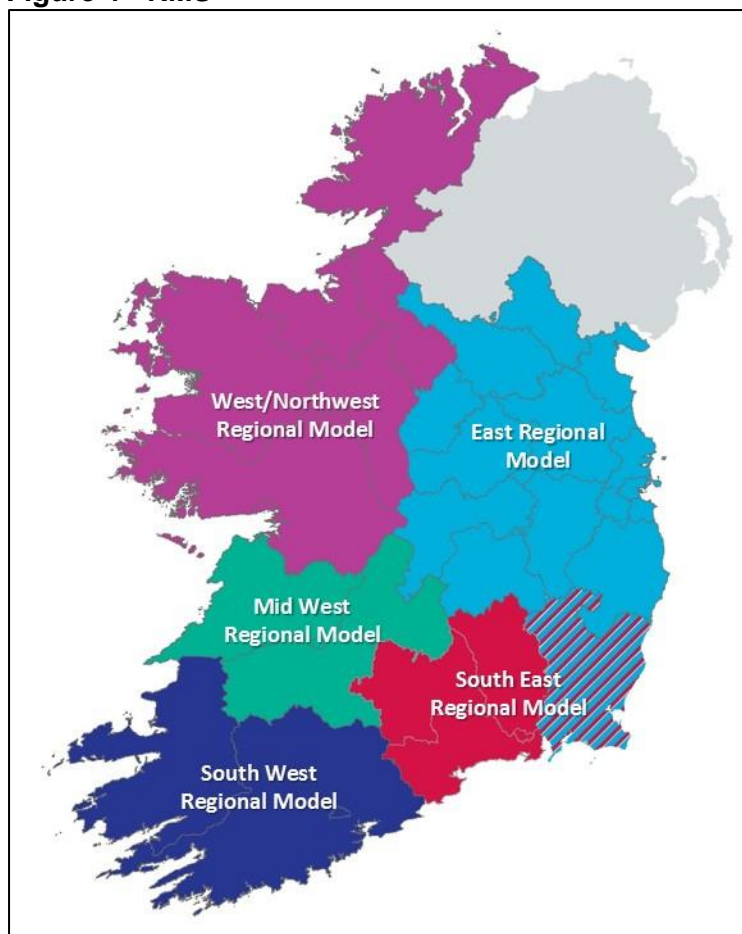 Figure
West/Northwest
Regional Model
East Regional
Model
Mid West
Regional Model
South East
Regional Model
South West
Regional Model